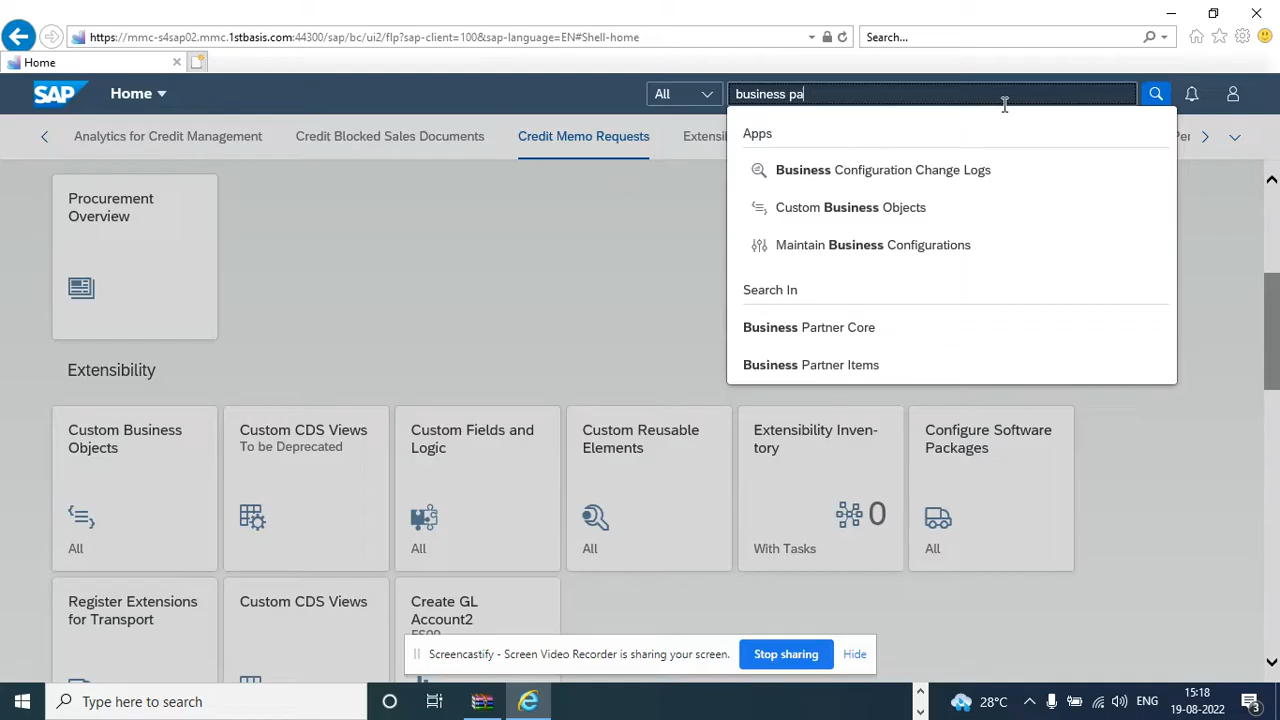 https://mmc-s4sap02.mmc.1stbasis.com:44300/sap/bc/ui2/flp?sap-client=100&sap-language=EN#Shell-home
Search...
Home
SAP
Home
All
business pa
Analytics for Credit Management
Credit Blocked Sales Documents
Credit Memo Requests
Extensi
Per
Apps
Business Configuration Change Logs
Custom Business Objects
Maintain Business Configurations
Search In
Business Partner Core
Business Partner Items
Procurement
Overview
Extensibility
Custom Business
Objects
All
Custom CDS Views
To be Deprecated
Custom Fields and
Logic
All
Custom Reusable
Elements
All
Extensibility Inven-
tory
0
With Tasks
Configure Software
Packages
All
Register Extensions
for Transport
Custom CDS Views
Create GL
Account2
Screencastify - Screen Video Recorder is sharing your screen.
Stop sharing
Hide
Type here to search
28°C
ENG
15:18
19-08-2022
3